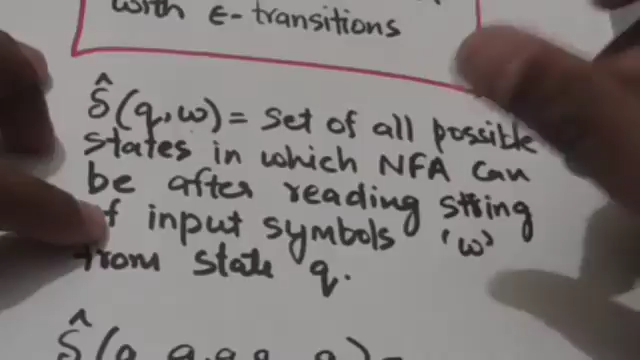 with ε-transitions
δ̂(q,w) = set of all possible
states in which NFA can
be after reading string
of input symbols 'w'
from state q.
δ̂(q